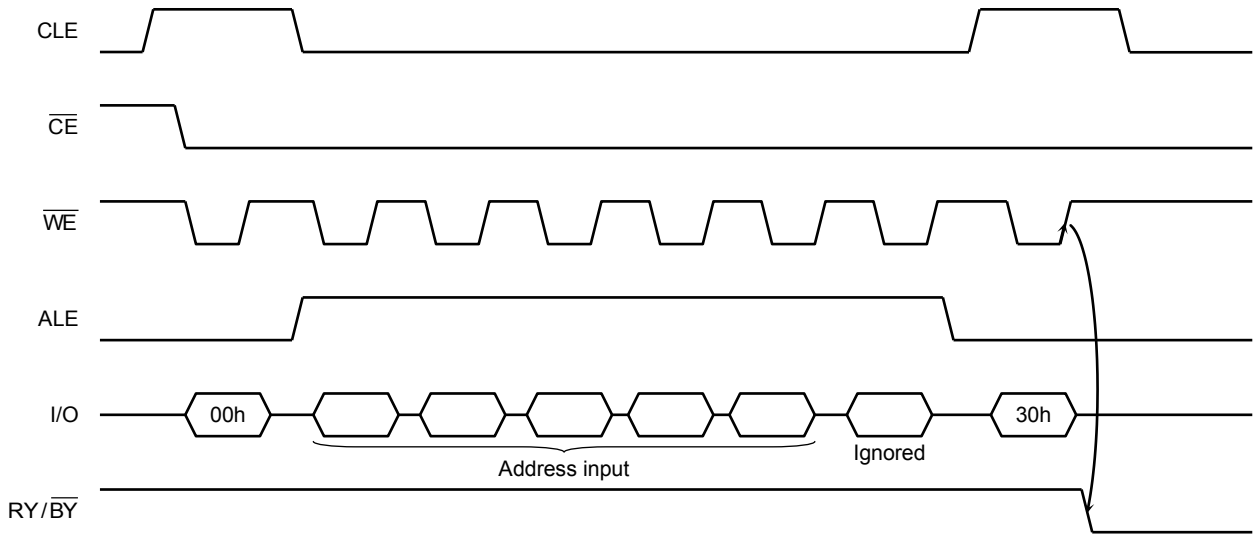 CLE
CE
WE
ALE
I/O 00h 30h
Address input Ignored
RY/BY